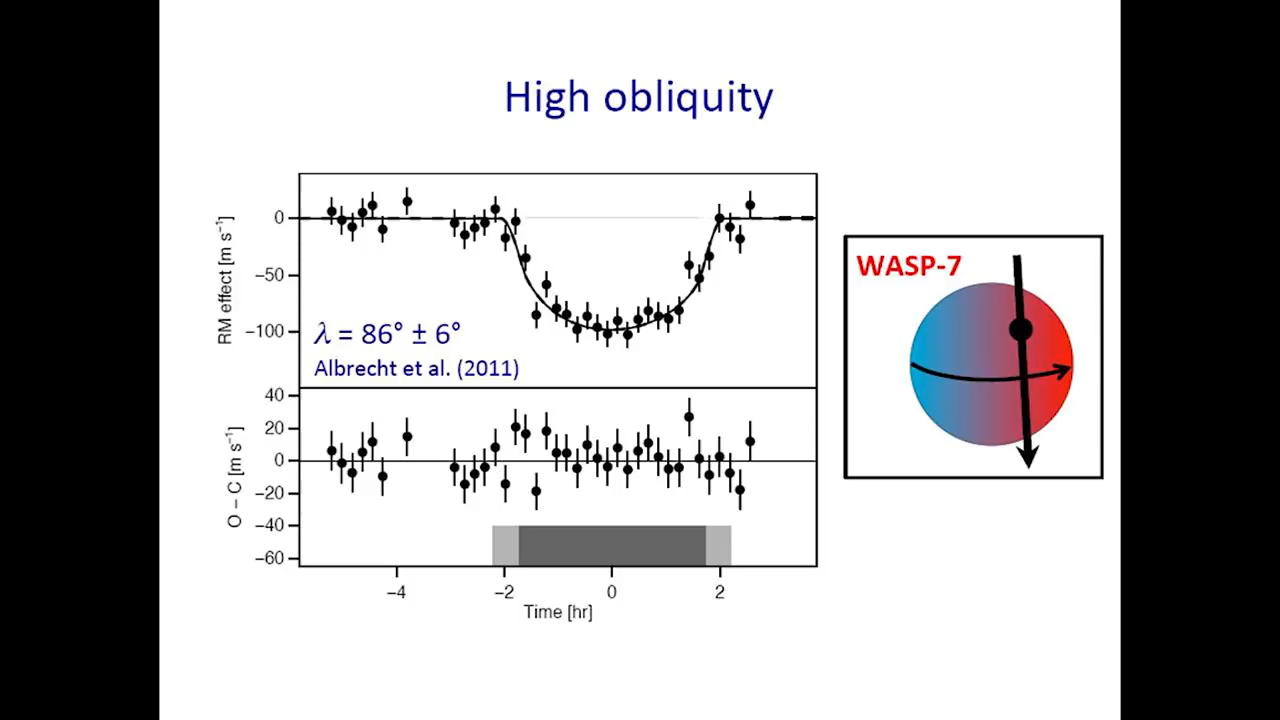 High obliquity
RM effect [m s⁻¹]
0
−50
−100
λ = 86° ± 6°
Albrecht et al. (2011)
O − C [m s⁻¹]
40
20
0
−20
−40
−60
−4
−2
0
2
Time [hr]
WASP-7